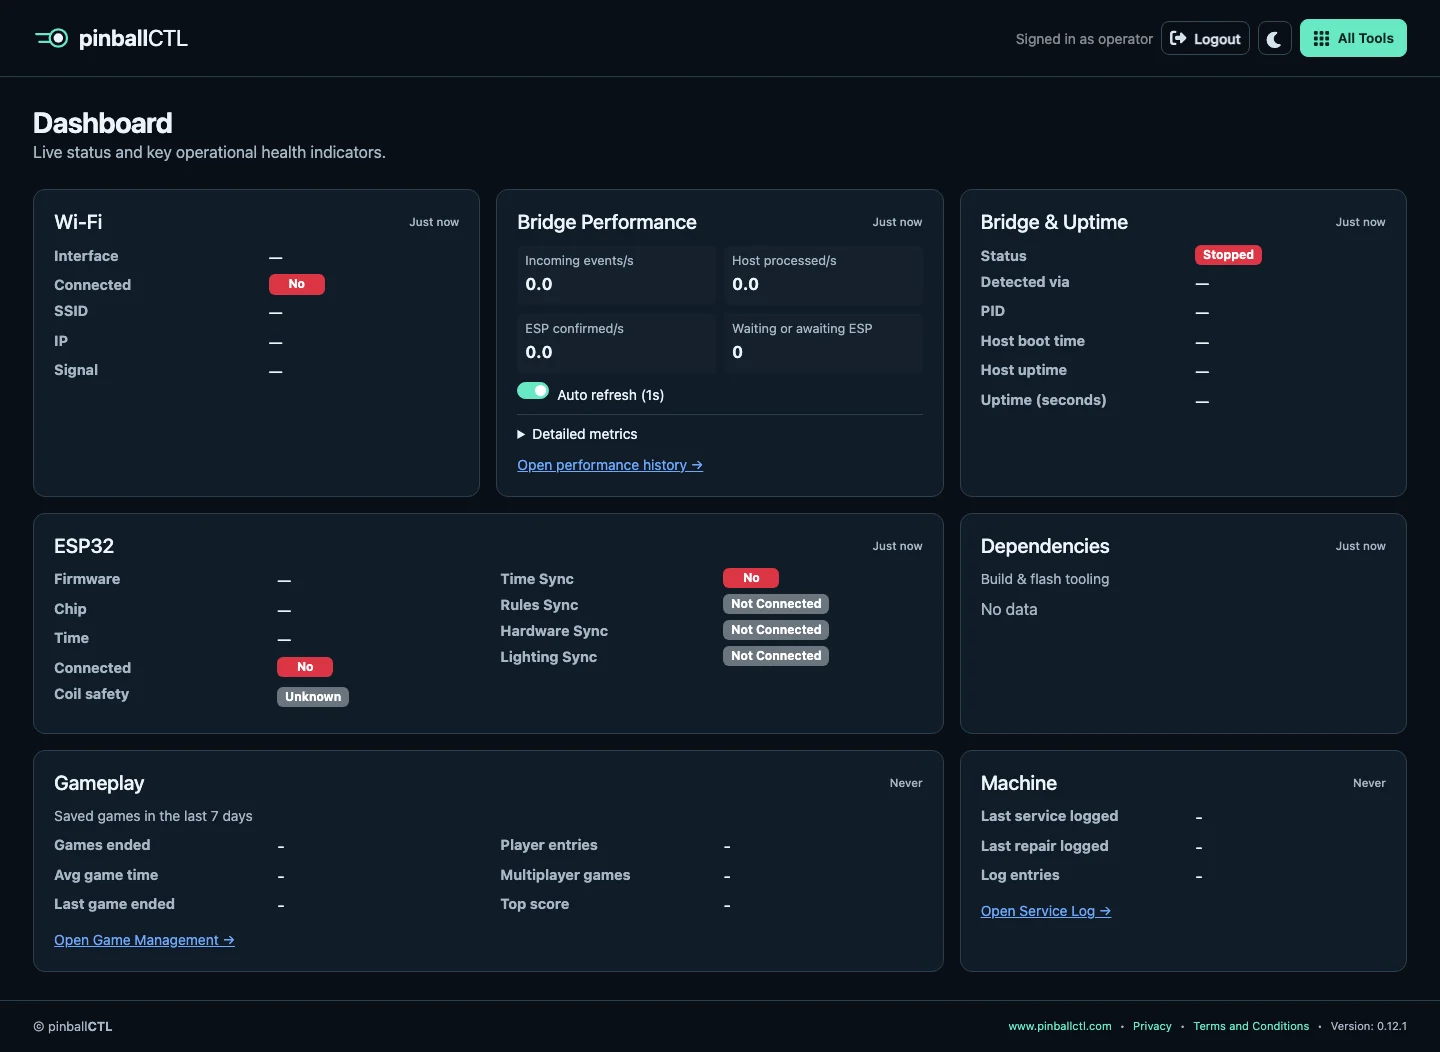 pinballCTL
Signed in as operator
Logout
All Tools
Dashboard
Live status and key operational health indicators.
Wi-Fi
Just now
Interface —
Connected No
SSID —
IP —
Signal —
Bridge Performance
Just now
Incoming events/s
0.0
Host processed/s
0.0
ESP confirmed/s
0.0
Waiting or awaiting ESP
0
Auto refresh (1s)
Detailed metrics
Open performance history →
Bridge & Uptime
Just now
Status Stopped
Detected via —
PID —
Host boot time —
Host uptime —
Uptime (seconds) —
ESP32
Just now
Firmware —
Chip —
Time —
Connected No
Coil safety Unknown
Time Sync No
Rules Sync Not Connected
Hardware Sync Not Connected
Lighting Sync Not Connected
Dependencies
Just now
Build & flash tooling
No data
Gameplay
Never
Saved games in the last 7 days
Games ended -
Avg game time -
Last game ended -
Player entries -
Multiplayer games -
Top score -
Open Game Management →
Machine
Never
Last service logged -
Last repair logged -
Log entries -
Open Service Log →
© pinballCTL
www.pinballctl.com • Privacy • Terms and Conditions • Version: 0.12.1